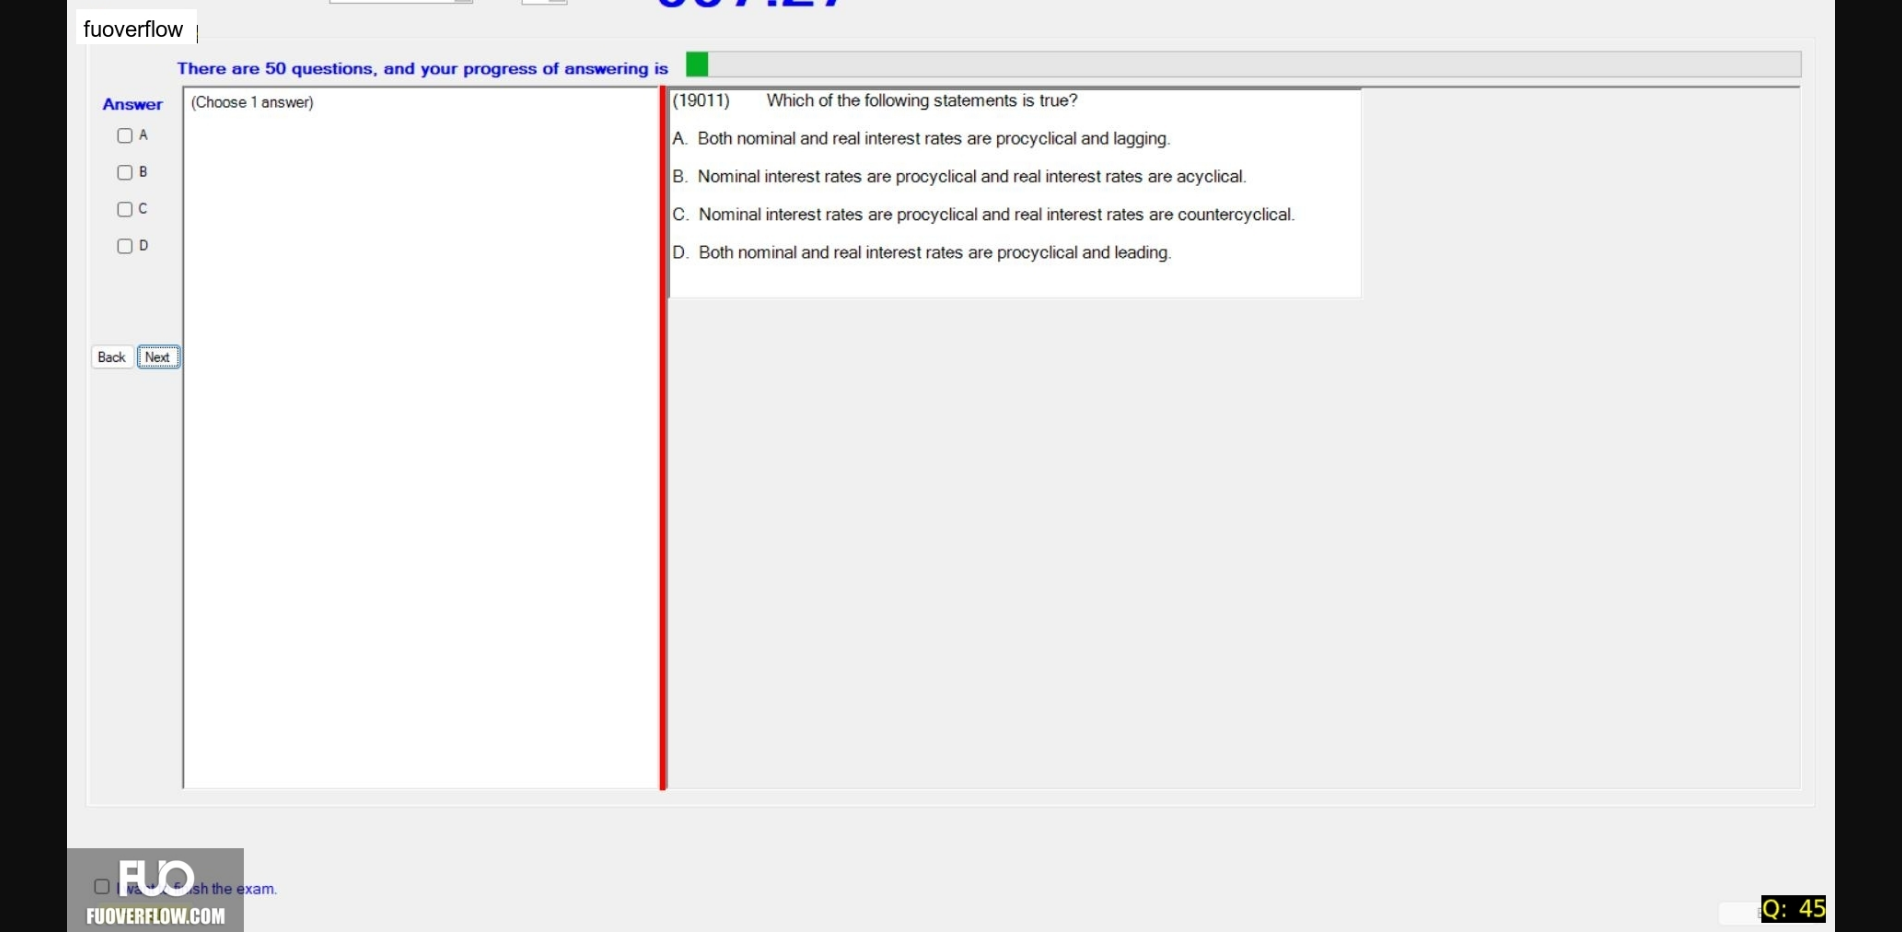 fuoverflow
There are 50 questions, and your progress of answering is
Answer
(Choose 1 answer)
A
B
C
D
Back Next
(19011) Which of the following statements is true?
A. Both nominal and real interest rates are procyclical and lagging.
B. Nominal interest rates are procyclical and real interest rates are acyclical.
C. Nominal interest rates are procyclical and real interest rates are countercyclical.
D. Both nominal and real interest rates are procyclical and leading.
the exam.
FUO
FUOVERFLOW.COM
Q: 45